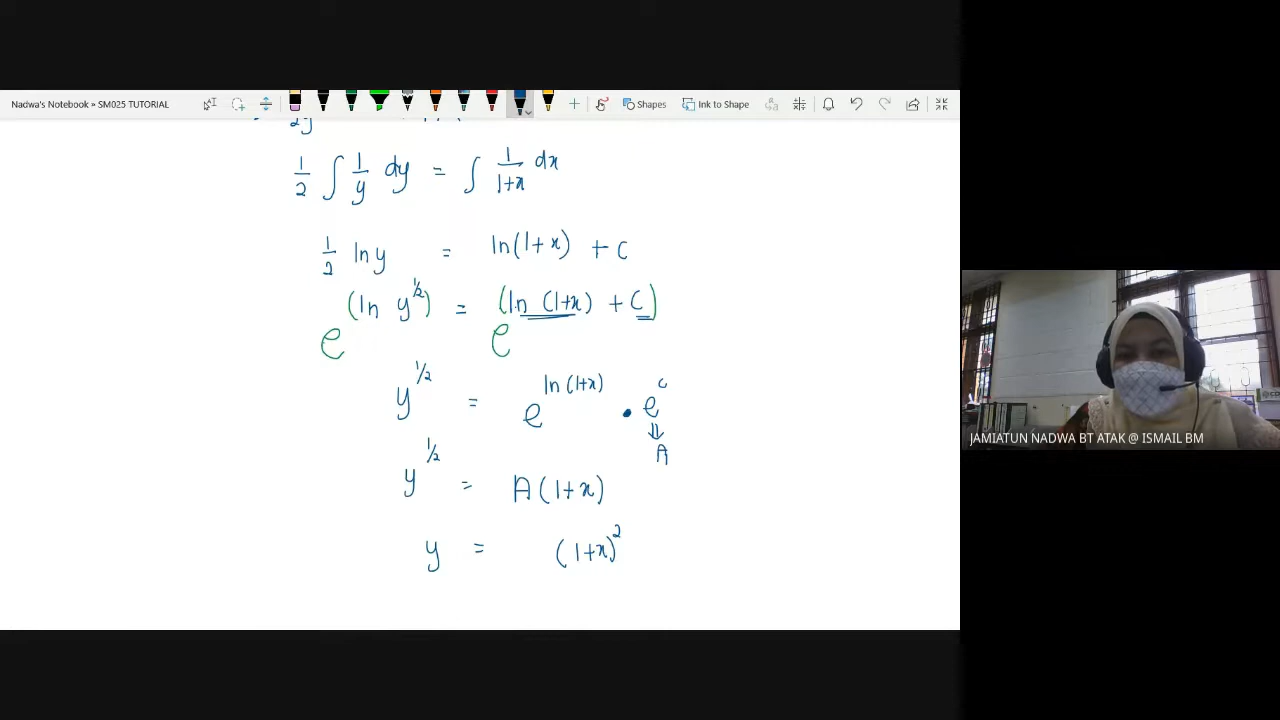 Nadwa's Notebook » SM025 TUTORIAL
Shapes
Ink to Shape
1/2 ∫ 1/y dy = ∫ 1/(1+x) dx
1/2 ln y = ln(1+x) + C
e^(ln y^1/2) = e^(ln (1+x) + C)
y^1/2 = e^ln(1+x) • e^c
⇓
A
y^1/2 = A(1+x)
y = (1+x)^2
JAMIATUN NADWA BT ATAK @ ISMAIL BM